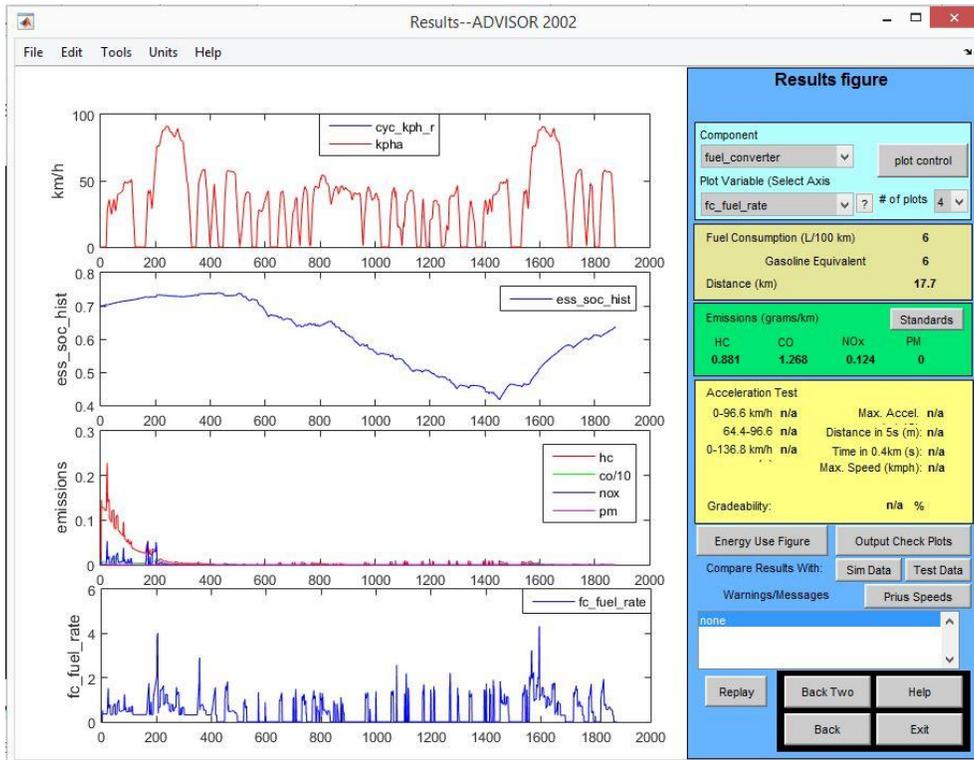 Results--ADVISOR 2002
File Edit Tools Units Help
100
50
0
km/h
cyc_kph_r
kpha
0 200 400 600 800 1000 1200 1400 1600 1800 2000
0.8
0.7
0.6
0.5
0.4
ess_soc_hist
ess_soc_hist
0 200 400 600 800 1000 1200 1400 1600 1800 2000
0.3
0.2
0.1
0
emissions
hc
co/10
nox
pm
0 200 400 600 800 1000 1200 1400 1600 1800 2000
6
4
2
0
fc_fuel_rate
fc_fuel_rate
0 200 400 600 800 1000 1200 1400 1600 1800 2000
Results figure
Component
fuel_converter
plot control
Plot Variable (Select Axis
fc_fuel_rate ? # of plots 4
Fuel Consumption (L/100 km) 6
Gasoline Equivalent 6
Distance (km) 17.7
Emissions (grams/km) Standards
HC CO NOx PM
0.881 1.268 0.124 0
Acceleration Test
0-96.6 km/h n/a Max. Accel. n/a
64.4-96.6 n/a Distance in 5s (m): n/a
0-136.8 km/h n/a Time in 0.4km (s): n/a
Max. Speed (kmph): n/a
Gradeability: n/a %
Energy Use Figure Output Check Plots
Compare Results With: Sim Data Test Data
Warnings/Messages Prius Speeds
none
Replay Back Two Help
Back Exit